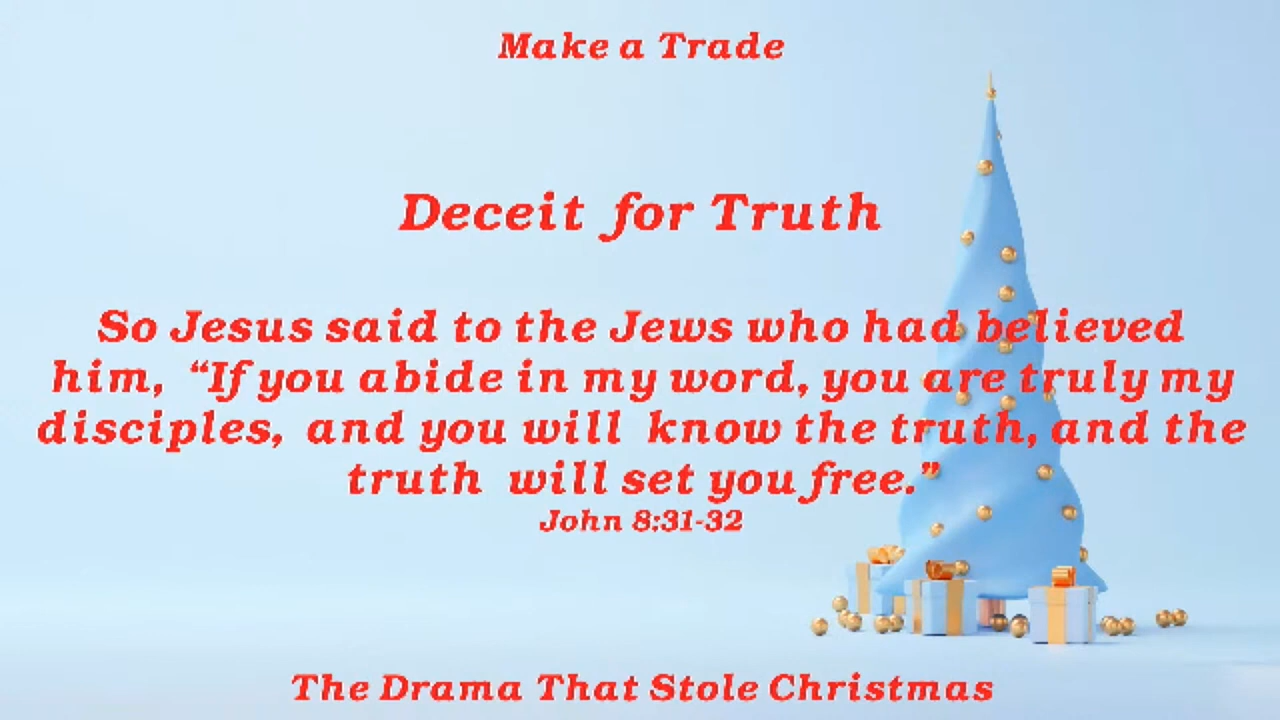 Make a Trade
Deceit for Truth
So Jesus said to the Jews who had believed
him, “If you abide in my word, you are truly my
disciples, and you will know the truth, and the
truth will set you free.”
John 8:31-32
The Drama That Stole Christmas